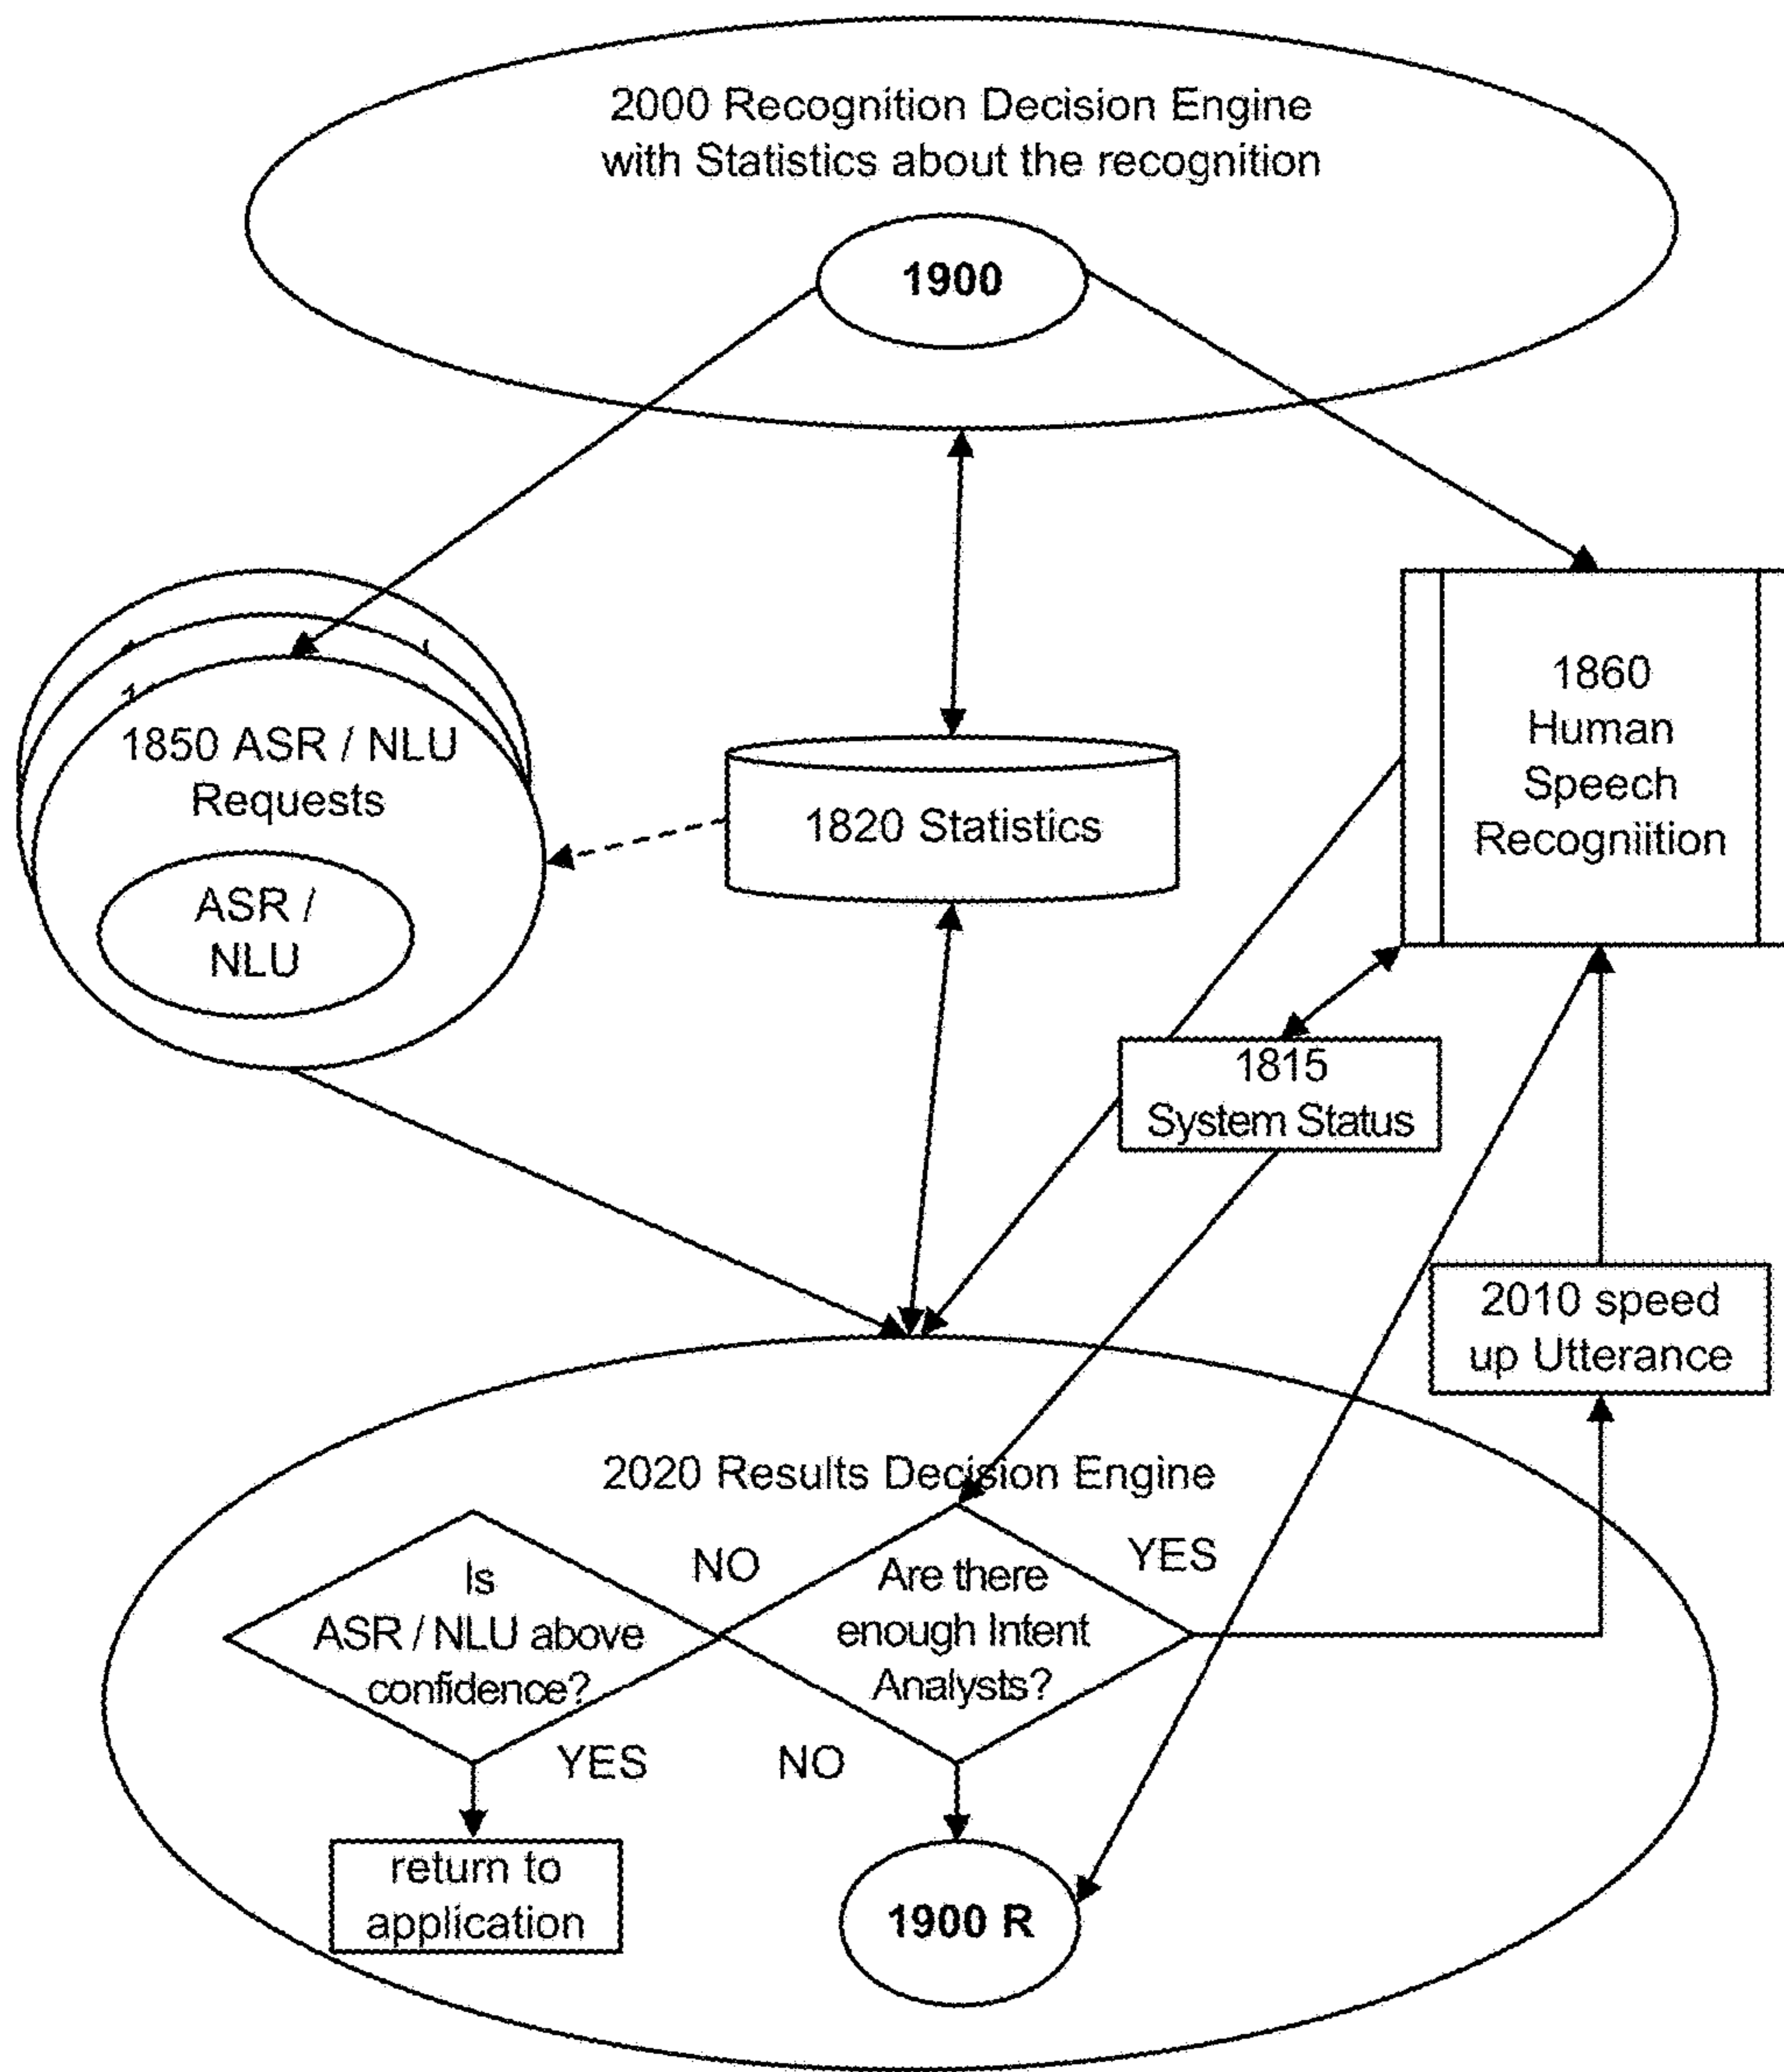 2000 Recognition Decision Engine
with Statistics about the recognition
1900
1850 ASR / NLU
Requests
ASR /
NLU
1820 Statistics
1860
Human
Speech
Recogniition
1815
System Status
2010 speed
up Utterance
2020 Results Decision Engine
NO
YES
Is
ASR / NLU above
confidence?
Are there
enough Intent
Analysts?
YES
NO
return to
application
1900 R